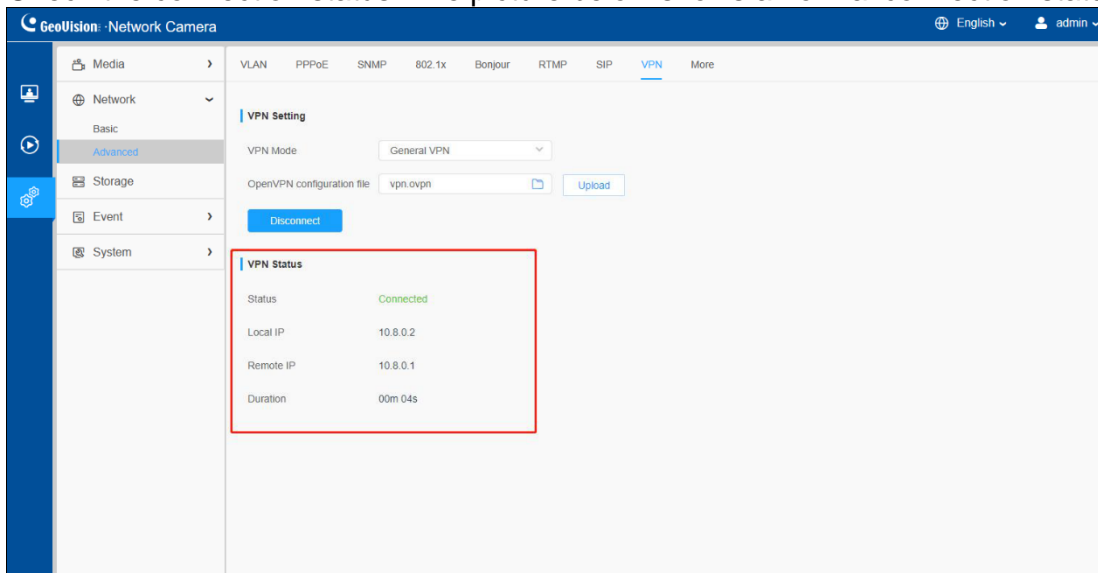 GeoVision: ·Network Camera
English
admin
Media
Network
Basic
Advanced
Storage
Event
System
VLAN PPPoE SNMP 802.1x Bonjour RTMP SIP VPN More
VPN Setting
VPN Mode General VPN
OpenVPN configuration file vpn.ovpn Upload
Disconnect
VPN Status
Status Connected
Local IP 10.8.0.2
Remote IP 10.8.0.1
Duration 00m 04s